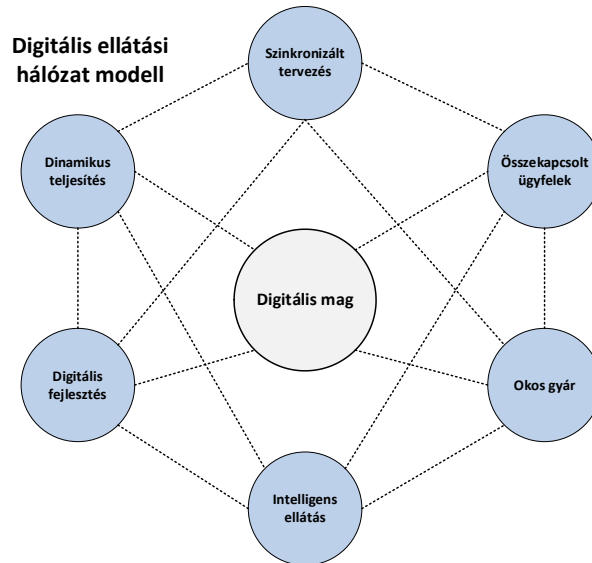 Digitális ellátási
hálózat modell
Szinkronizált
tervezés
Dinamikus
teljesítés
Összekapcsolt
ügyfelek
Digitális mag
Digitális
fejlesztés
Okos gyár
Intelligens
ellátás